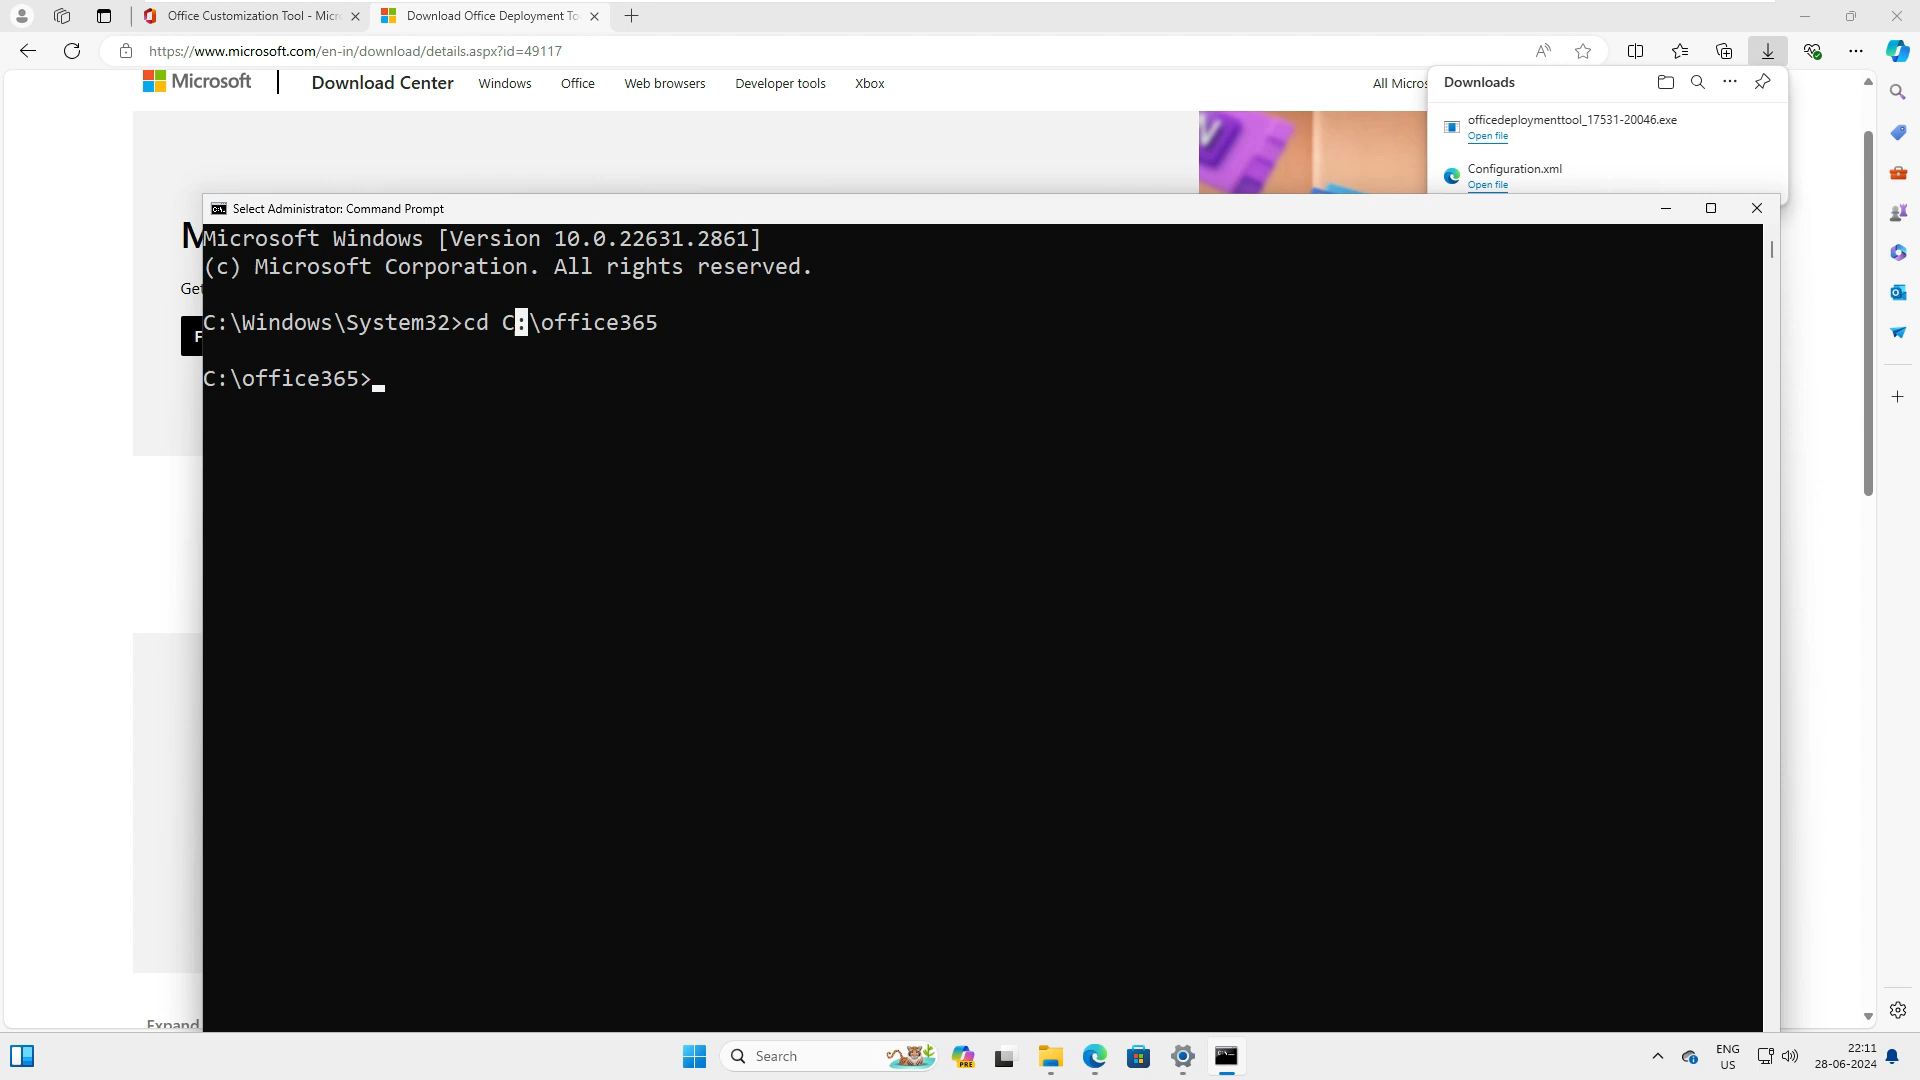 Office Customization Tool - Micr
Download Office Deployment To
https://www.microsoft.com/en-in/download/details.aspx?id=49117
Microsoft
Download Center
Windows
Office
Web browsers
Developer tools
Xbox
All Micros
Downloads
officedeploymenttool_17531-20046.exe
Open file
Configuration.xml
Open file
M
Get
F
Select Administrator: Command Prompt
Microsoft Windows [Version 10.0.22631.2861]
(c) Microsoft Corporation. All rights reserved.
C:\Windows\System32>cd C:\office365
C:\office365>
Expand
Search
PRE
ENG
US
22:11
28-06-2024